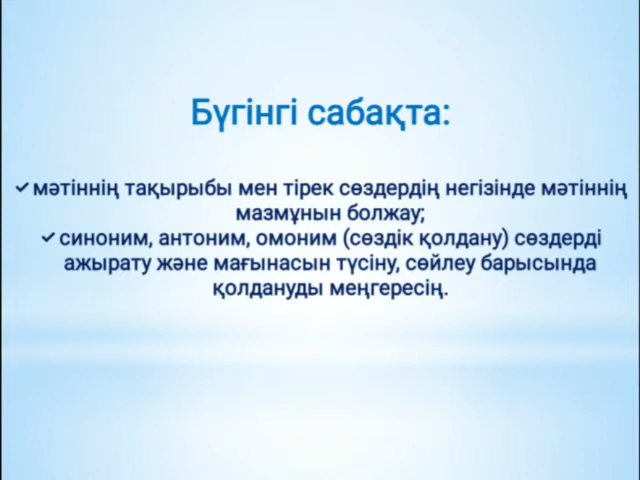 Бүгінгі сабақта:
✓мәтіннің тақырыбы мен тірек сөздердің негізінде мәтіннің
мазмұнын болжау;
✓синоним, антоним, омоним (сөздік қолдану) сөздерді
ажырату және мағынасын түсіну, сөйлеу барысында
қолдануды меңгересің.